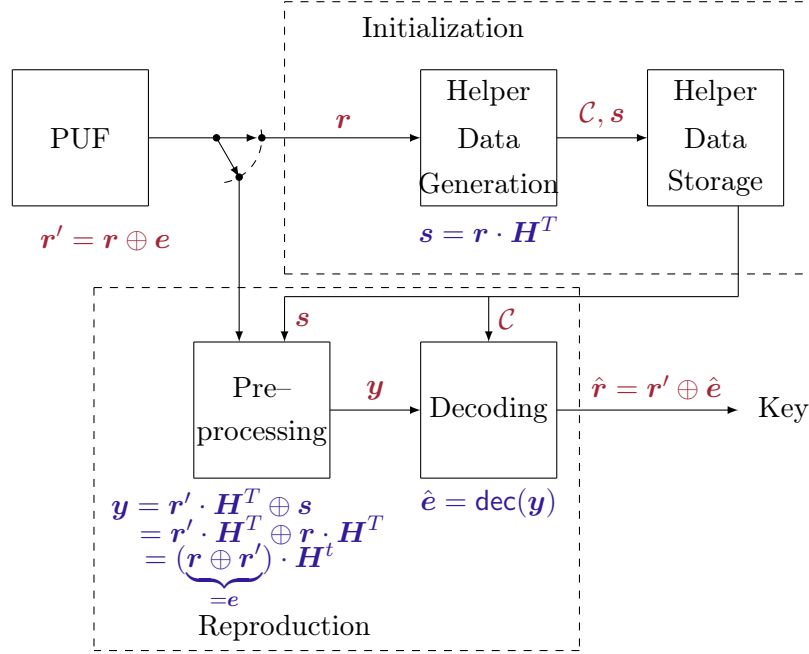 Initialization
PUF
r
Helper
Data
Generation
C, s
Helper
Data
Storage
r′ = r ⊕ e
s = r · H^T
s
C
Pre–
processing
y
Decoding
r̂ = r′ ⊕ ê
Key
y = r′ · H^T ⊕ s
= r′ · H^T ⊕ r · H^T
= (r ⊕ r′) · H^t
=e
ê = dec(y)
Reproduction